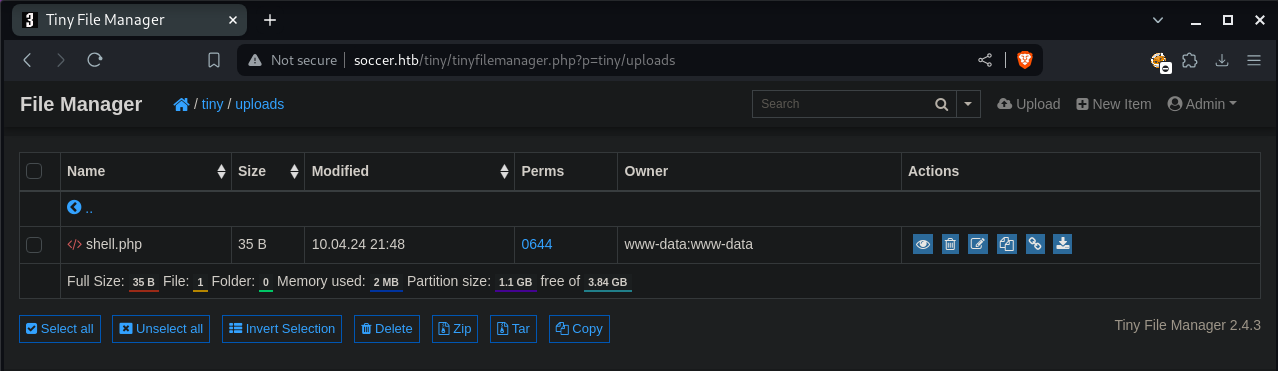 Tiny File Manager
Not secure soccer.htb/tiny/tinyfilemanager.php?p=tiny/uploads
File Manager / tiny / uploads Search Upload New Item Admin
Name Size Modified Perms Owner Actions
..
shell.php 35 B 10.04.24 21:48 0644 www-data:www-data
Full Size: 35 B File: 1 Folder: 0 Memory used: 2 MB Partition size: 1.1 GB free of 3.84 GB
Select all Unselect all Invert Selection Delete Zip Tar Copy Tiny File Manager 2.4.3